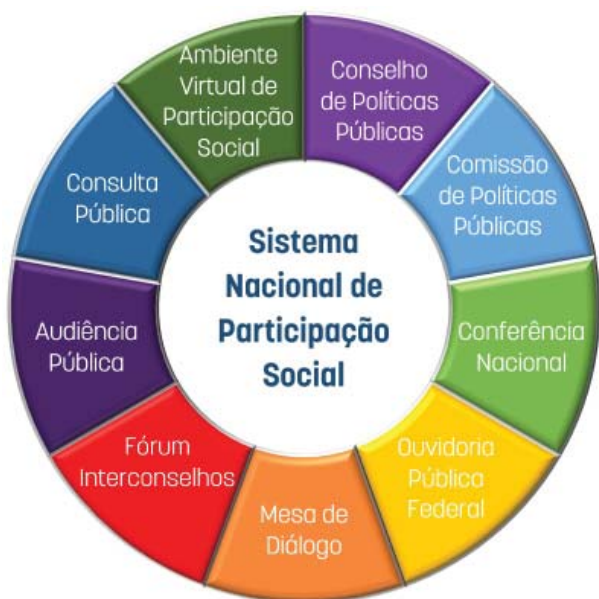 Sistema
Nacional de
Participação
Social
Conselho
de Políticas
Públicas
Comissão
de Políticas
Públicas
Conferência
Nacional
Ouvidoria
Pública
Federal
Mesa de
Diálogo
Fórum
Interconselhos
Audiência
Pública
Consulta
Pública
Ambiente
Virtual de
Participação
Social